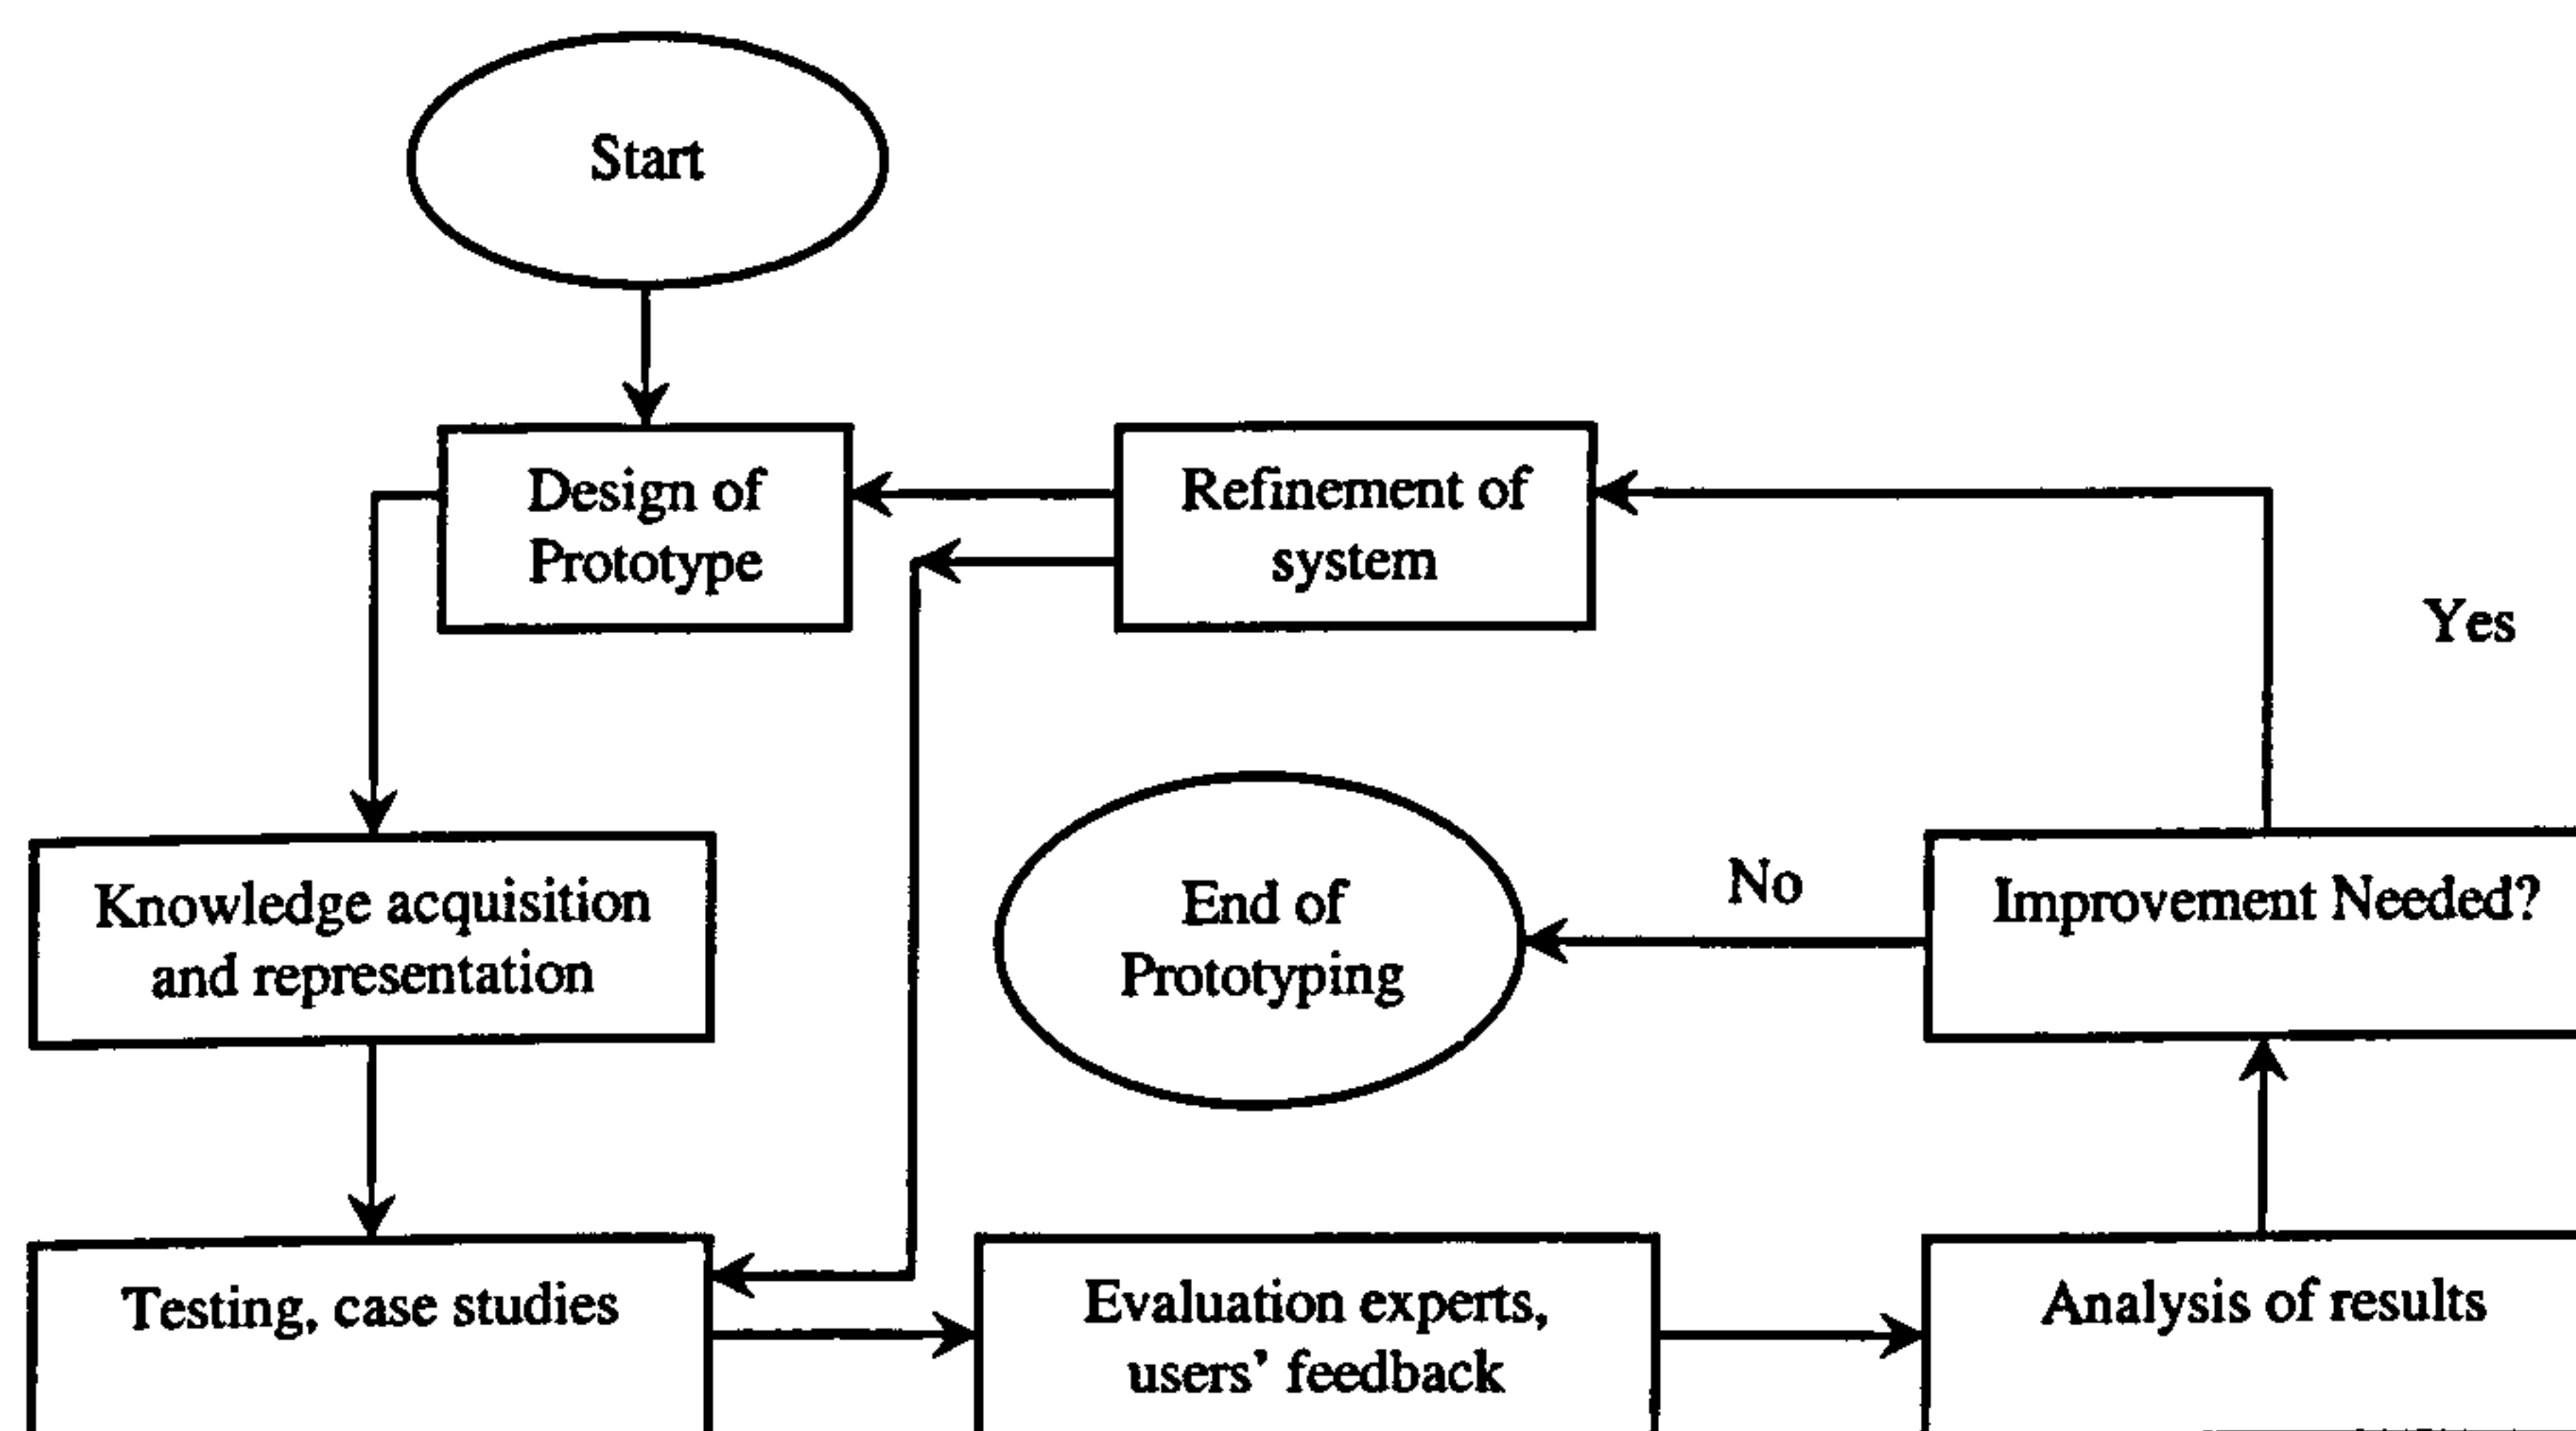 Start
Design of
Prototype
Refinement of
system
Yes
Knowledge acquisition
and representation
End of
Prototyping
No
Improvement Needed?
Testing, case studies
Evaluation experts,
users’ feedback
Analysis of results